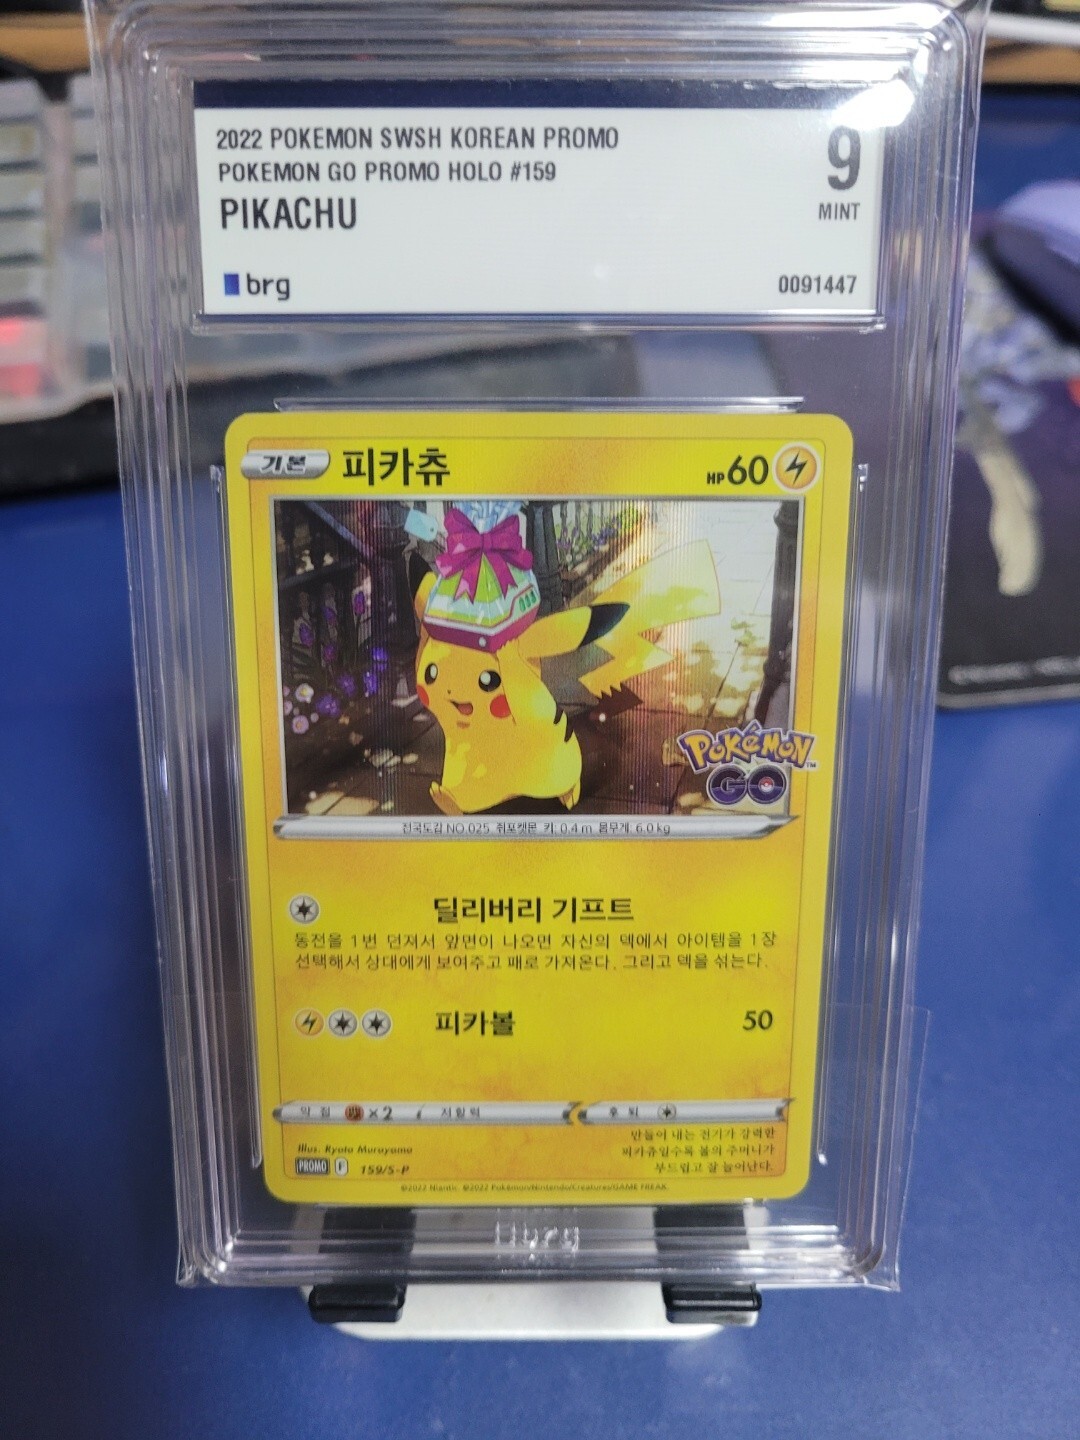 2022 POKEMON SWSH KOREAN PROMO
POKEMON GO PROMO HOLO #159
PIKACHU
9
MINT
brg
0091447
기본 피카츄 HP 60
Pokémon™
GO
전국도감 NO.025 쥐포켓몬 키: 0.4 m 몸무게: 6.0 kg
딜리버리 기프트
동전을 1번 던져서 앞면이 나오면 자신의 덱에서 아이템을 1장
선택해서 상대에게 보여주고 패로 가져온다. 그리고 덱을 섞는다.
피카볼 50
약점 ×2 저항력 후퇴
만들어 내는 전기가 강력한
피카츄일수록 볼의 주머니가
부드럽고 잘 늘어난다.
Illus. Ryota Murayama
PROMO F 159/S-P
©2022 Niantic. ©2022 Pokémon/Nintendo/Creatures/GAME FREAK.
brg